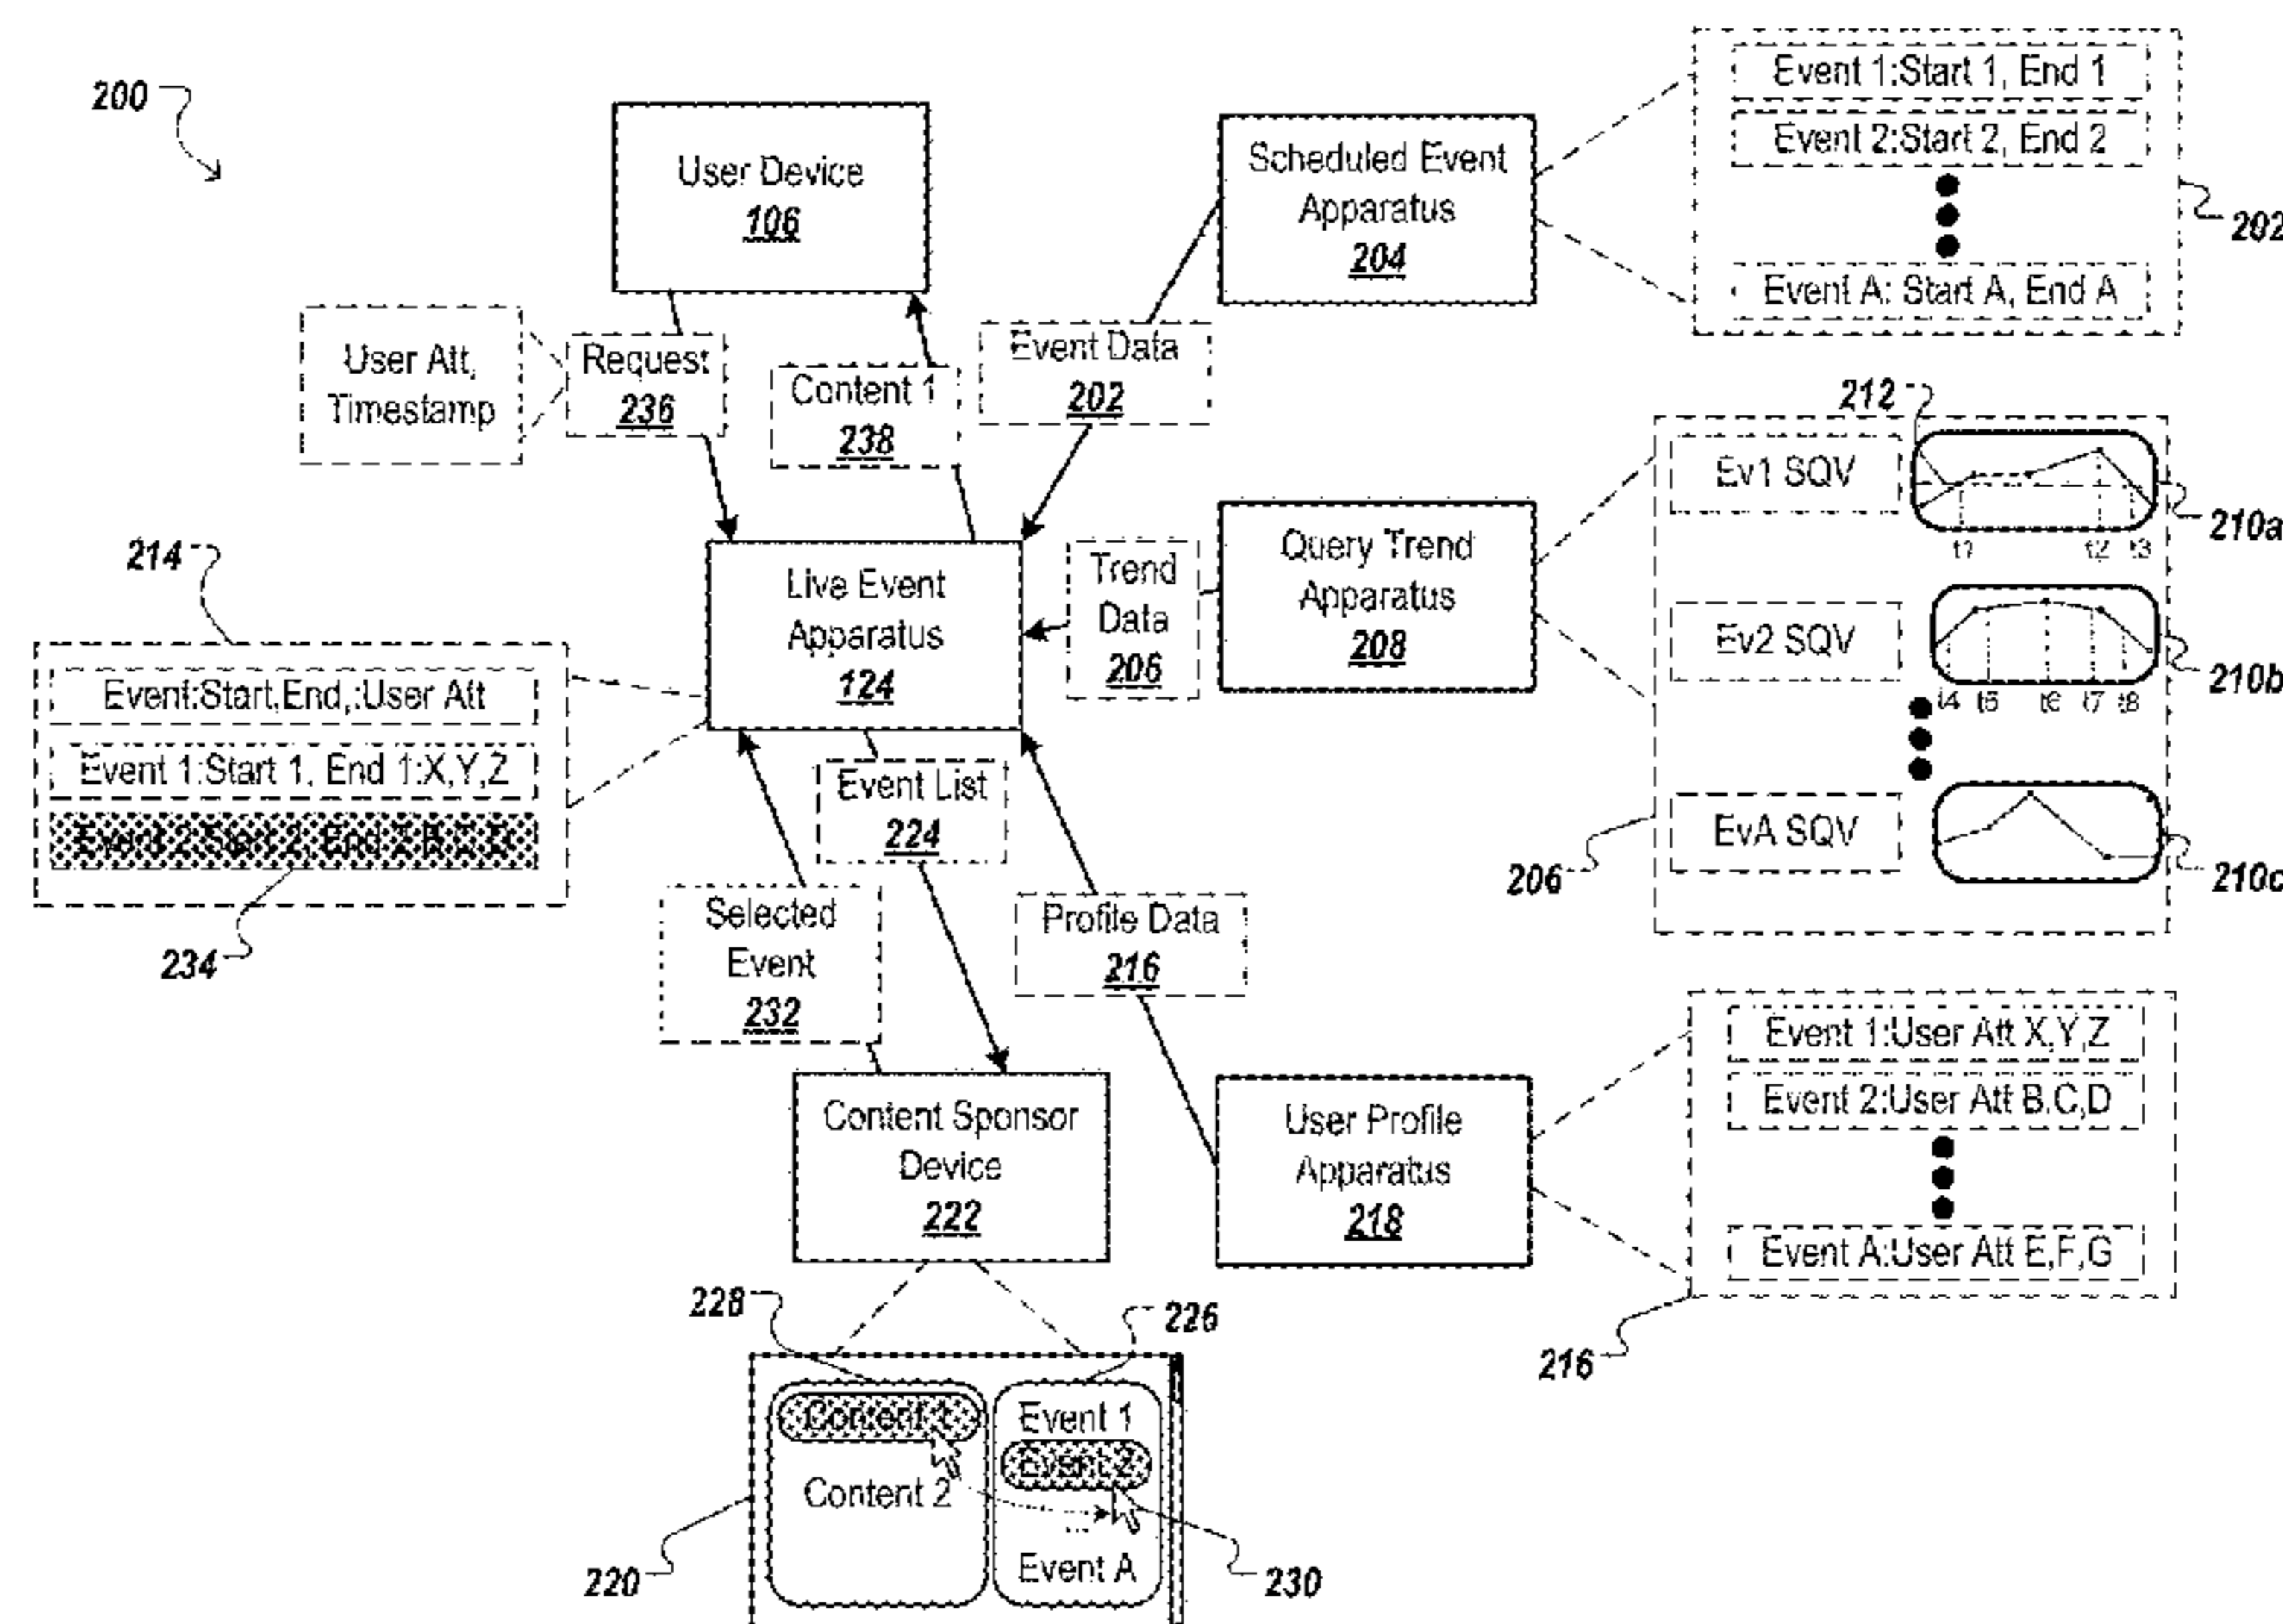 200
User Device
106
Scheduled Event
Apparatus
204
Event 1:Start 1, End 1
Event 2:Start 2, End 2
Event A: Start A, End A
202
User Att,
Timestamp
Request
236
Content 1
238
Event Data
202
212
Ev1 SQV
t1
t2
t3
210a
Ev2 SQV
t4
t5
t6
t7
t8
210b
EvA SQV
210c
206
Query Trend
Apparatus
208
Trend
Data
206
Live Event
Apparatus
124
214
Event:Start,End,:User Att
Event 1:Start 1, End 1:X,Y,Z
234
Event List
224
Selected
Event
232
Profile Data
216
Content Sponsor
Device
222
User Profile
Apparatus
218
Event 1:User Att X,Y,Z
Event 2:User Att B.C,D
Event A:User Att E,F,G
216
228
226
Content 1
Content 2
Event 1
Event 2
...
Event A
220
230